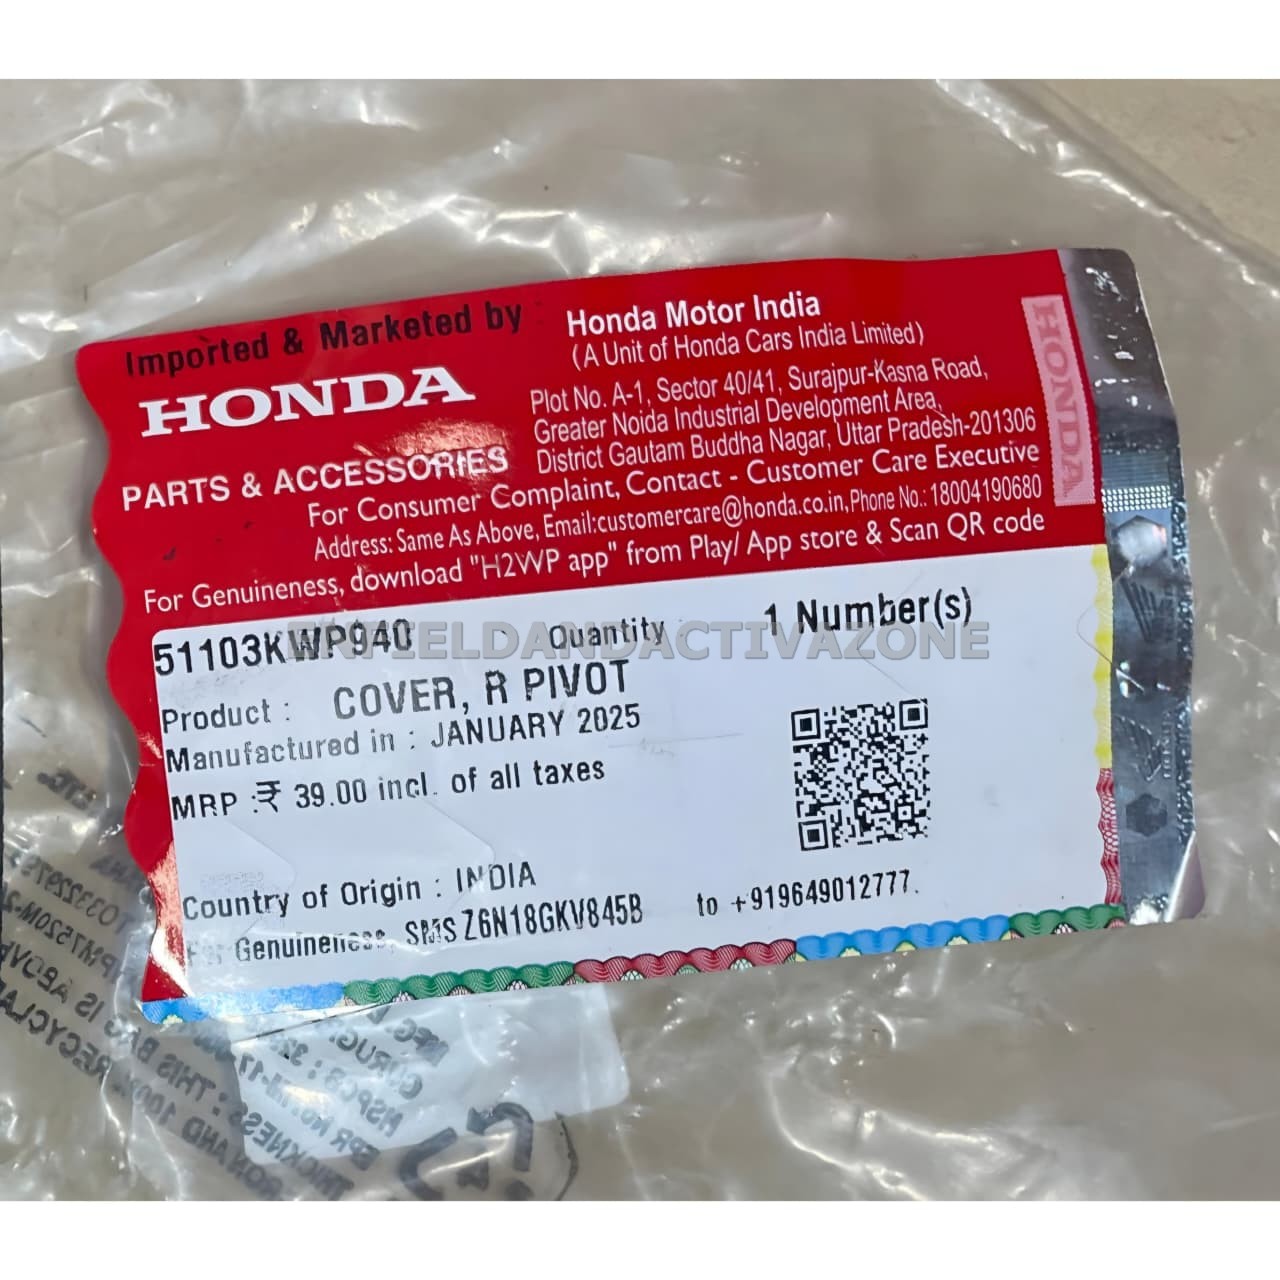 Imported & Marketed by :
HONDA
PARTS & ACCESSORIES
Honda Motor India
(A Unit of Honda Cars India Limited)
Plot No. A-1, Sector 40/41, Surajpur-Kasna Road,
Greater Noida Industrial Development Area,
District Gautam Buddha Nagar, Uttar Pradesh-201306
For Consumer Complaint, Contact - Customer Care Executive
Address: Same As Above, Email:customercare@honda.co.in,Phone No.: 18004190680
For Genuineness, download "H2WP app" from Play/ App store & Scan QR code
HONDA
51103KWP940 Quantity 1 Number(s)
ENFIELDANDACTIVAZONE
Product : COVER, R PIVOT
Manufactured in : JANUARY 2025
MRP :₹ 39.00 incl. of all taxes
Country of Origin : INDIA
For Genuineness, SMS Z6N18GKV845B to +919649012777.